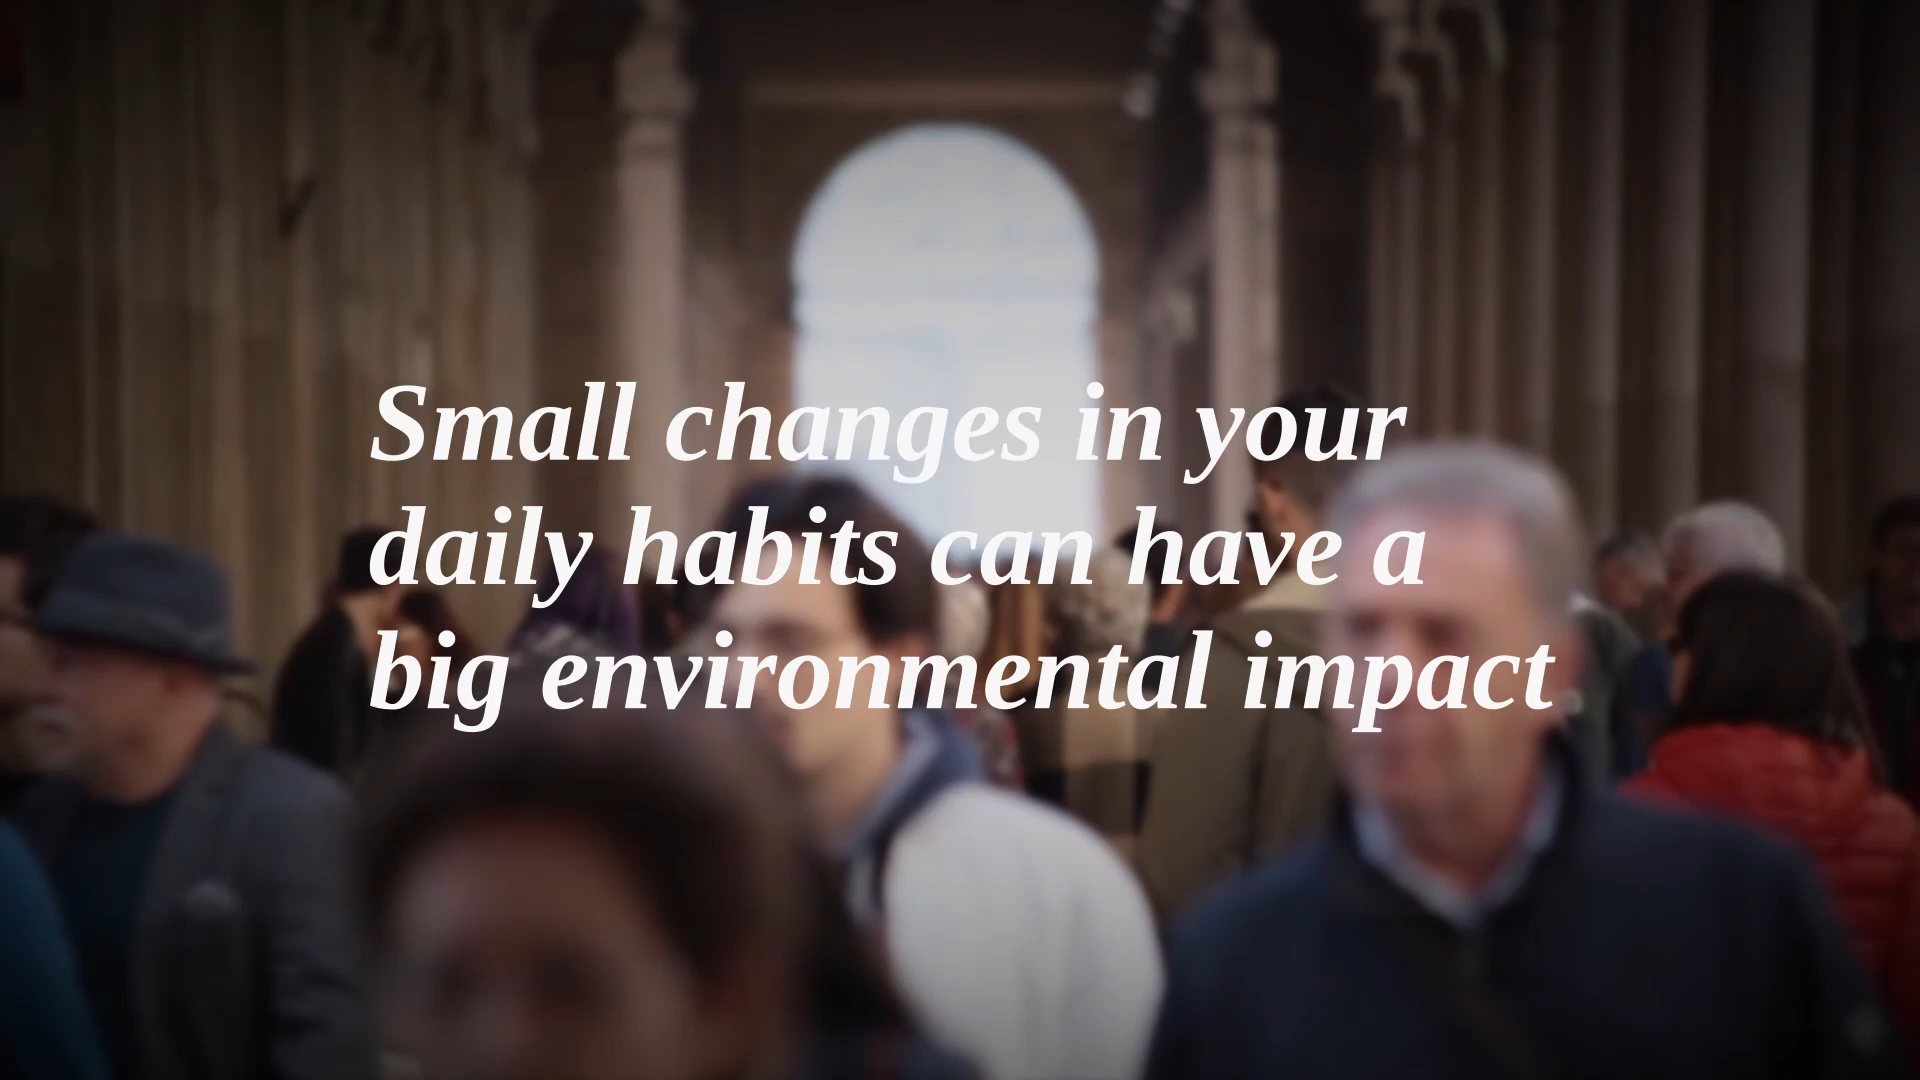 Small changes in your
daily habits can have a
big environmental impact